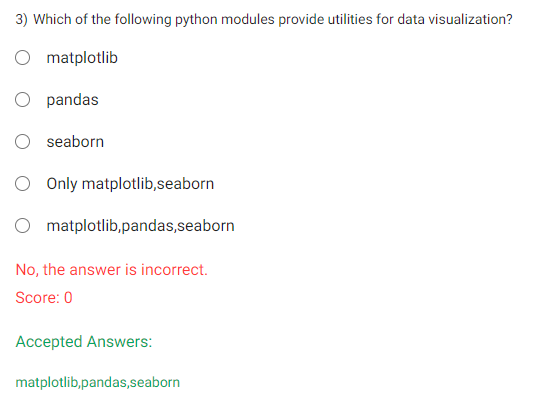 3) Which of the following python modules provide utilities for data visualization?
matplotlib
pandas
seaborn
Only matplotlib,seaborn
matplotlib,pandas,seaborn
No, the answer is incorrect.
Score: 0
Accepted Answers:
matplotlib,pandas,seaborn